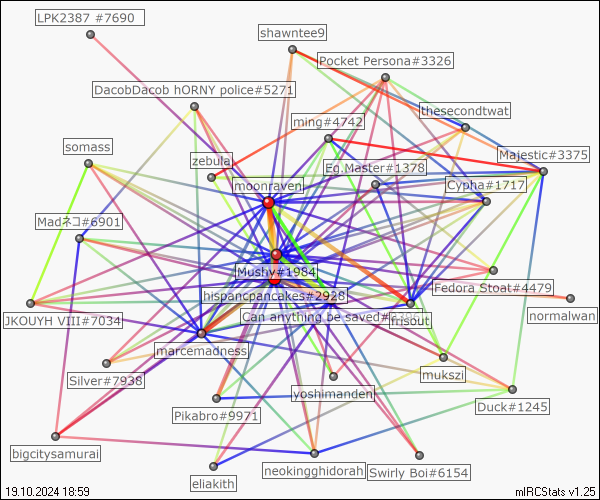 LPK2387 #7690
shawntee9
Pocket Persona#3326
DacobDacob hORNY police#5271
thesecondtwat
ming#4742
somass
zebula
Eg.Master#1378
Majestic#3375
moonraven
Cypha#1717
Madネコ#6901
Mushy#1984
hispancpancakes#2928
Fedora Stoat#4479
JKOUYH VIII#7034
Can anything be saved
frisout
normalwan
marcemadness
Silver#7938
mukszi
yoshimanden
Pikabro#9971
Duck#1245
bigcitysamurai
neokingghidorah
Swirly Boi#6154
eliakith
19.10.2024 18:59
mIRCStats v1.25